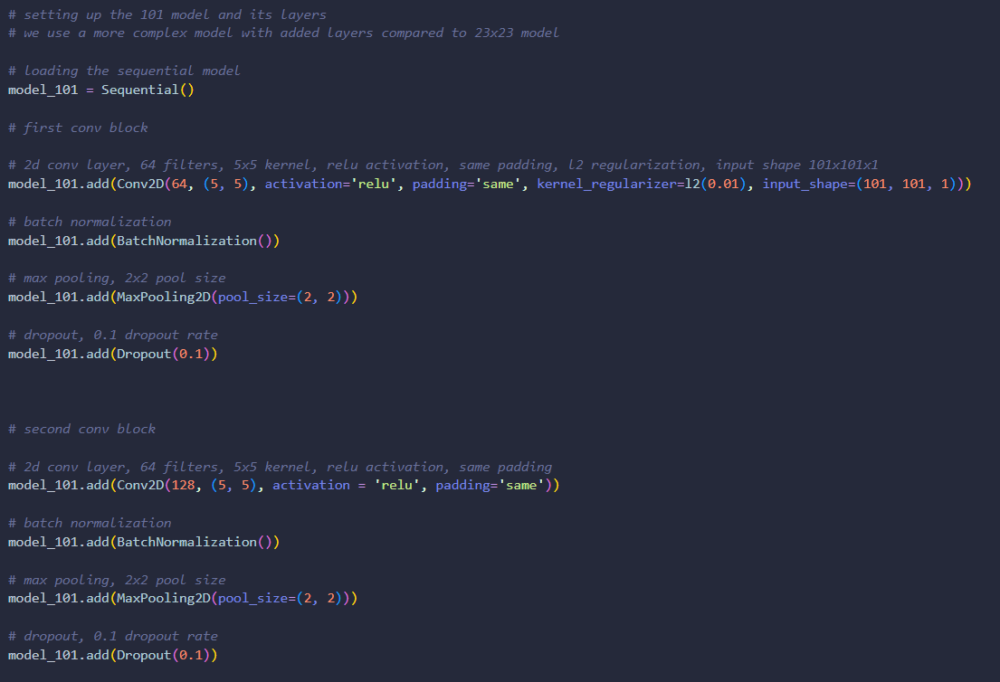 # setting up the 101 model and its layers
# we use a more complex model with added layers compared to 23x23 model
# loading the sequential model
model_101 = Sequential()
# first conv block
# 2d conv layer, 64 filters, 5x5 kernel, relu activation, same padding, l2 regularization, input shape 101x101x1
model_101.add(Conv2D(64, (5, 5), activation='relu', padding='same', kernel_regularizer=l2(0.01), input_shape=(101, 101, 1)))
# batch normalization
model_101.add(BatchNormalization())
# max pooling, 2x2 pool size
model_101.add(MaxPooling2D(pool_size=(2, 2)))
# dropout, 0.1 dropout rate
model_101.add(Dropout(0.1))
# second conv block
# 2d conv layer, 64 filters, 5x5 kernel, relu activation, same padding
model_101.add(Conv2D(128, (5, 5), activation = 'relu', padding='same'))
# batch normalization
model_101.add(BatchNormalization())
# max pooling, 2x2 pool size
model_101.add(MaxPooling2D(pool_size=(2, 2)))
# dropout, 0.1 dropout rate
model_101.add(Dropout(0.1))